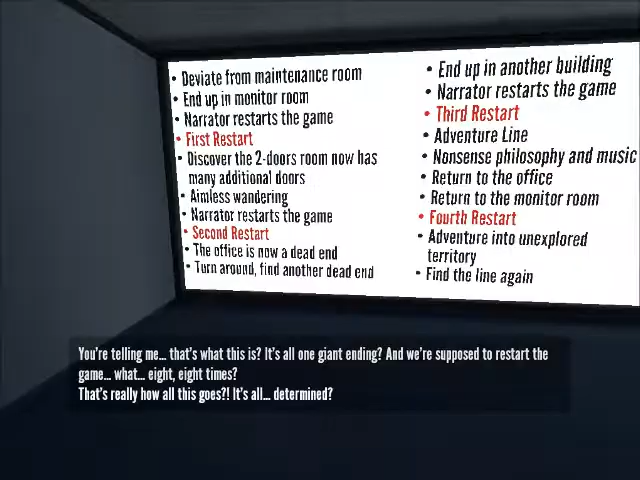 • Deviate from maintenance room
• End up in monitor room
• Narrator restarts the game
• First Restart
• Discover the 2-doors room now has
many additional doors
• Aimless wandering
• Narrator restarts the game
• Second Restart
• The office is now a dead end
• Turn around, find another dead end
• End up in another building
• Narrator restarts the game
• Third Restart
• Adventure Line
• Nonsense philosophy and music
• Return to the office
• Return to the monitor room
• Fourth Restart
• Adventure into unexplored
territory
• Find the line again
You're telling me... that's what this is? It's all one giant ending? And we're supposed to restart the
game... what... eight, eight times?
That's really how all this goes?! It's all... determined?